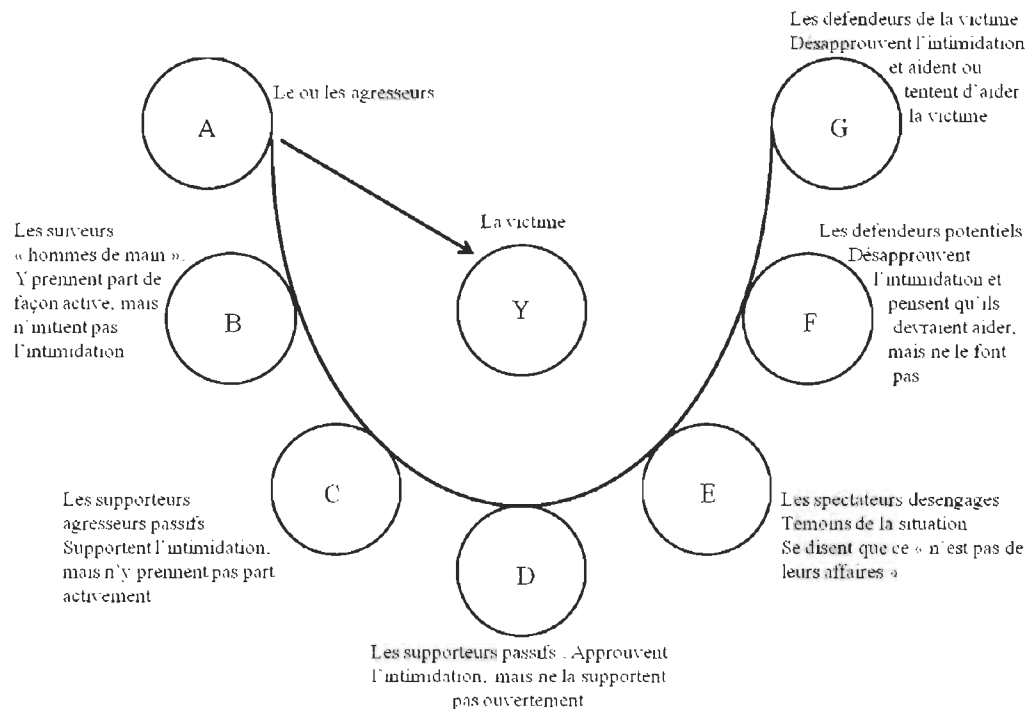 Les defendeurs de la victime
Désapprouvent l'intimidation
et aident ou
tentent d'aider
la victime
A
Le ou les agresseurs
G
Les suiveurs
« hommes de main ».
Y prennent part de
façon active, mais
n'initient pas
l'intimidation
B
La victime
Y
Les defendeurs potentiels
Désapprouvent
l'intimidation et
pensent qu'ils
devraient aider,
mais ne le font
pas
F
Les supporteurs
agresseurs passifs
Supportent l'intimidation,
mais n'y prennent pas part
activement
C
D
Les supporteurs passifs . Approuvent
l'intimidation, mais ne la supportent
pas ouvertement
E
Les spectateurs desengages
Témoins de la situation
Se disent que ce « n'est pas de
leurs affaires »